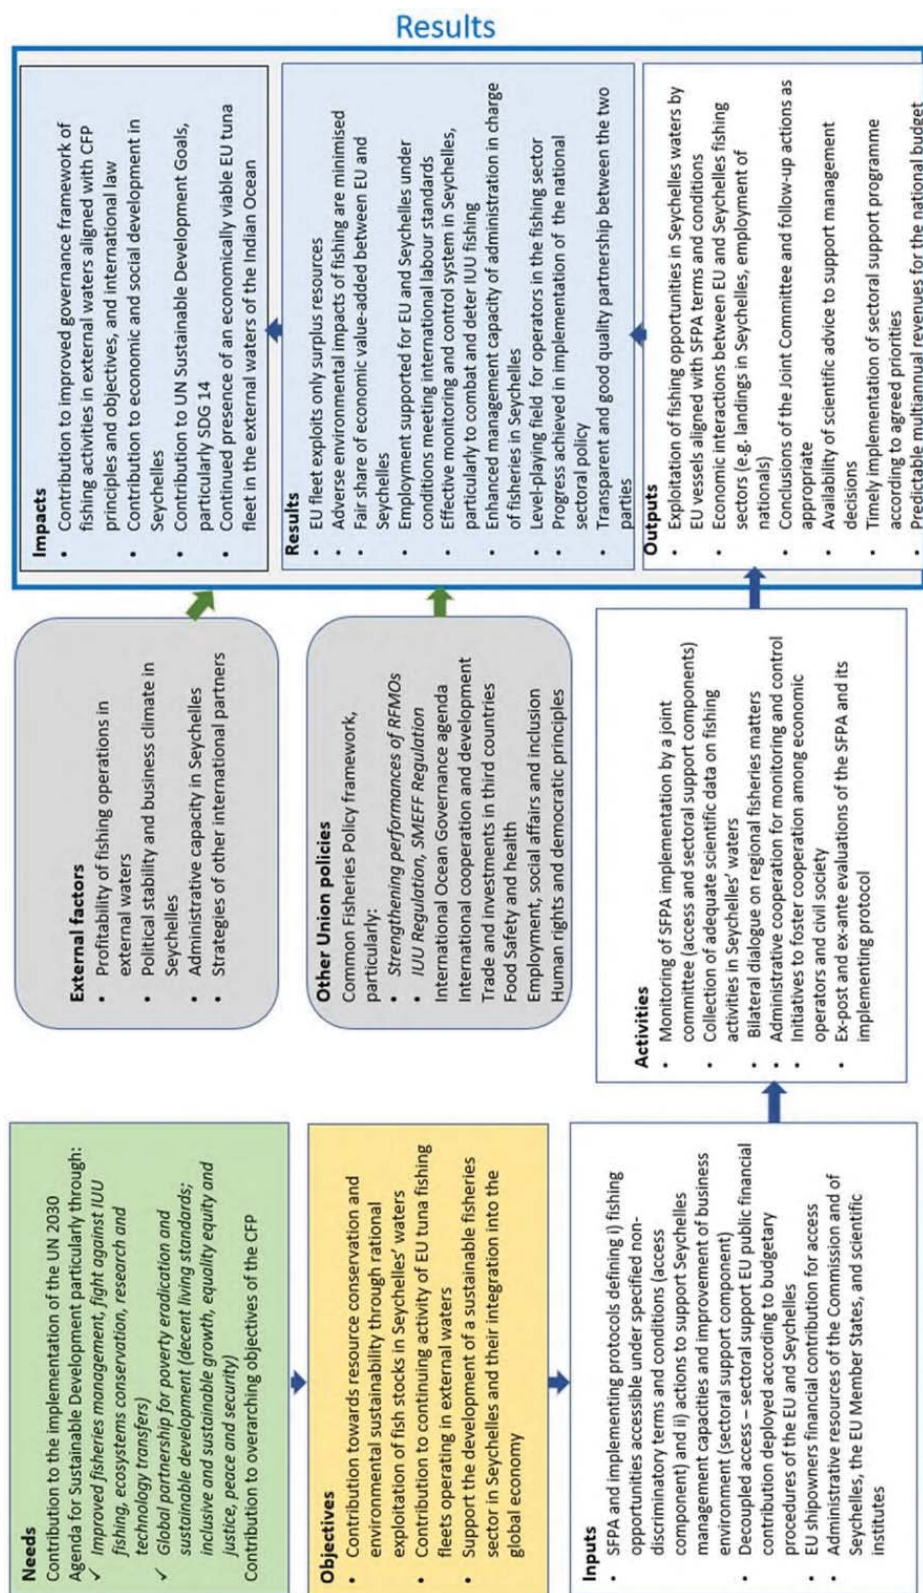 Results
Needs
Contribution to the implementation of the UN 2030
Agenda for Sustainable Development particularly through:
✓ Improved fisheries management, fight against IUU
fishing, ecosystems conservation, research and
technology transfers)
✓ Global partnership for poverty eradication and
sustainable development (decent living standards;
inclusive and sustainable growth, equality equity and
justice, peace and security)
Contribution to overarching objectives of the CFP
Objectives
• Contribution towards resource conservation and
environmental sustainability through rational
exploitation of fish stocks in Seychelles' waters
• Contribution to continuing activity of EU tuna fishing
fleets operating in external waters
• Support the development of a sustainable fisheries
sector in Seychelles and their integration into the
global economy
Inputs
• SFPA and implementing protocols defining i) fishing
opportunities accessible under specified non-
discriminatory terms and conditions (access
component) and ii) actions to support Seychelles
management capacities and improvement of business
environment (sectoral support component)
• Decoupled access – sectoral support EU public financial
contribution deployed according to budgetary
procedures of the EU and Seychelles
• EU shipowners financial contribution for access
• Administrative resources of the Commission and of
Seychelles, the EU Member States, and scientific
institutes
External factors
• Profitability of fishing operations in
external waters
• Political stability and business climate in
Seychelles
• Administrative capacity in Seychelles
• Strategies of other international partners
Other Union policies
Common Fisheries Policy framework,
particularly:
• Strengthening performances of RFMOs
• IUU Regulation, SMEFF Regulation
International Ocean Governance agenda
International cooperation and development
Trade and investments in third countries
Food Safety and health
Employment, social affairs and inclusion
Human rights and democratic principles
Activities
• Monitoring of SFPA implementation by a joint
committee (access and sectoral support components)
• Collection of adequate scientific data on fishing
activities in Seychelles' waters
• Bilateral dialogue on regional fisheries matters
• Administrative cooperation for monitoring and control
• Initiatives to foster cooperation among economic
operators and civil society
• Ex-post and ex-ante evaluations of the SFPA and its
implementing protocol
Impacts
• Contribution to improved governance framework of
fishing activities in external waters aligned with CFP
principles and objectives, and international law
• Contribution to economic and social development in
Seychelles
• Contribution to UN Sustainable Development Goals,
particularly SDG 14
• Continued presence of an economically viable EU tuna
fleet in the external waters of the Indian Ocean
Results
• EU fleet exploits only surplus resources
• Adverse environmental impacts of fishing are minimised
• Fair share of economic value-added between EU and
Seychelles
• Employment supported for EU and Seychelles under
conditions meeting international labour standards
• Effective monitoring and control system in Seychelles,
particularly to combat and deter IUU fishing
• Enhanced management capacity of administration in charge
of fisheries in Seychelles
• Level-playing field for operators in the fishing sector
• Progress achieved in implementation of the national
sectoral policy
• Transparent and good quality partnership between the two
parties
Outputs
• Exploitation of fishing opportunities in Seychelles waters by
EU vessels aligned with SFPA terms and conditions
• Economic interactions between EU and Seychelles fishing
sectors (e.g. landings in Seychelles, employment of
nationals)
• Conclusions of the Joint Committee and follow-up actions as
appropriate
• Availability of scientific advice to support management
decisions
• Timely implementation of sectoral support programme
according to agreed priorities
• Predictable multiannual revenues for the national budget